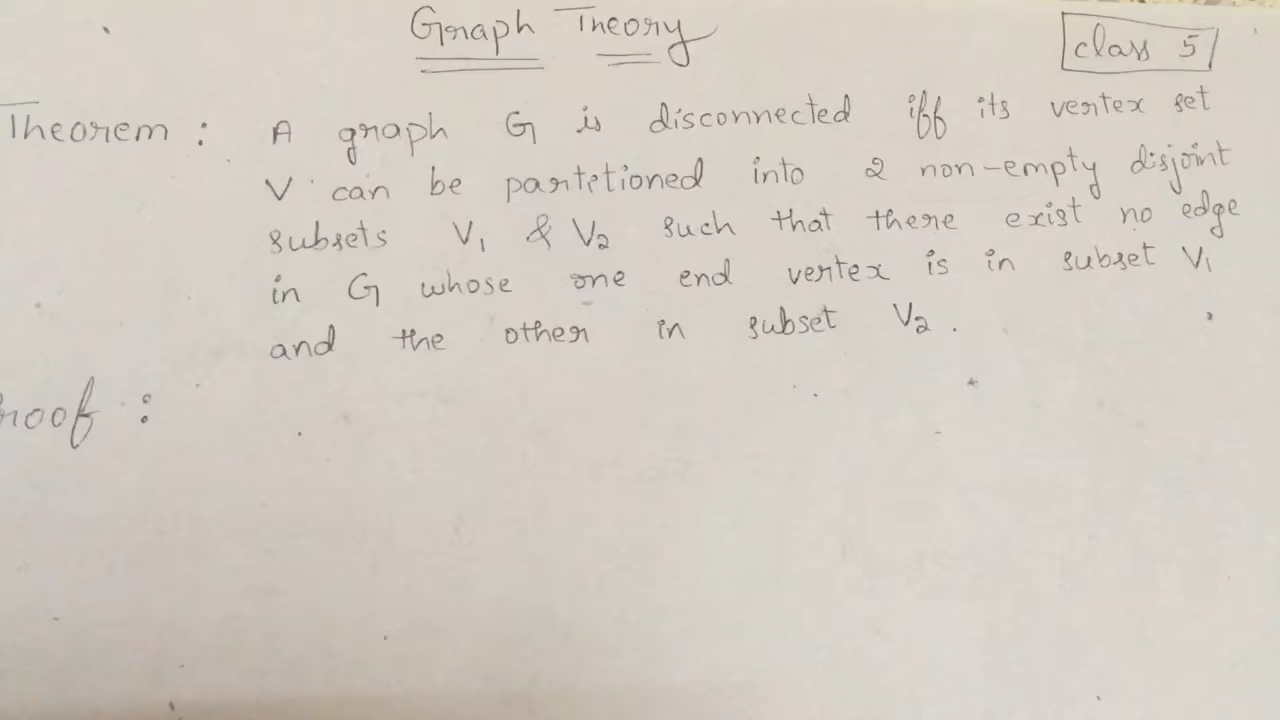 Graph Theory
class 5
Theorem : A graph G is disconnected iff its vertex set
V can be partetioned into 2 non-empty disjoint
subsets V₁ & V₂ such that there exist no edge
in G whose one end vertex is in subset V₁
and the other in subset V₂ .
roof :